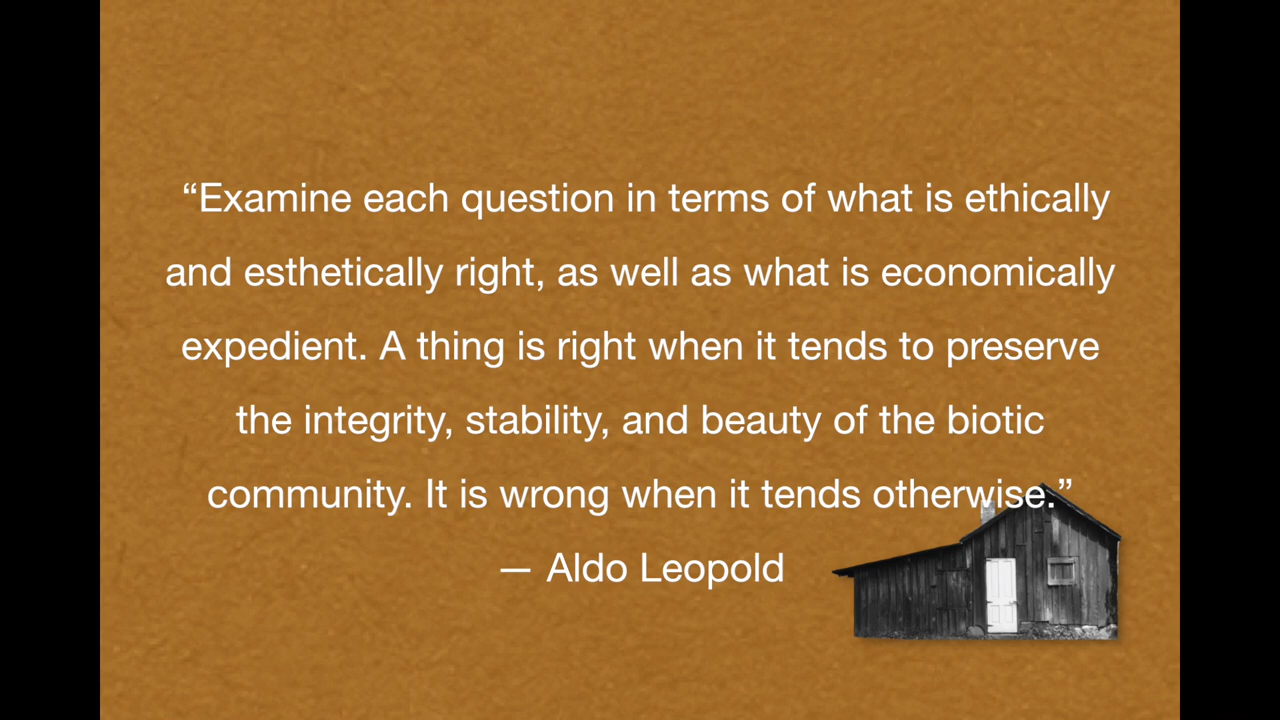 “Examine each question in terms of what is ethically
and esthetically right, as well as what is economically
expedient. A thing is right when it tends to preserve
the integrity, stability, and beauty of the biotic
community. It is wrong when it tends otherwise.”
— Aldo Leopold